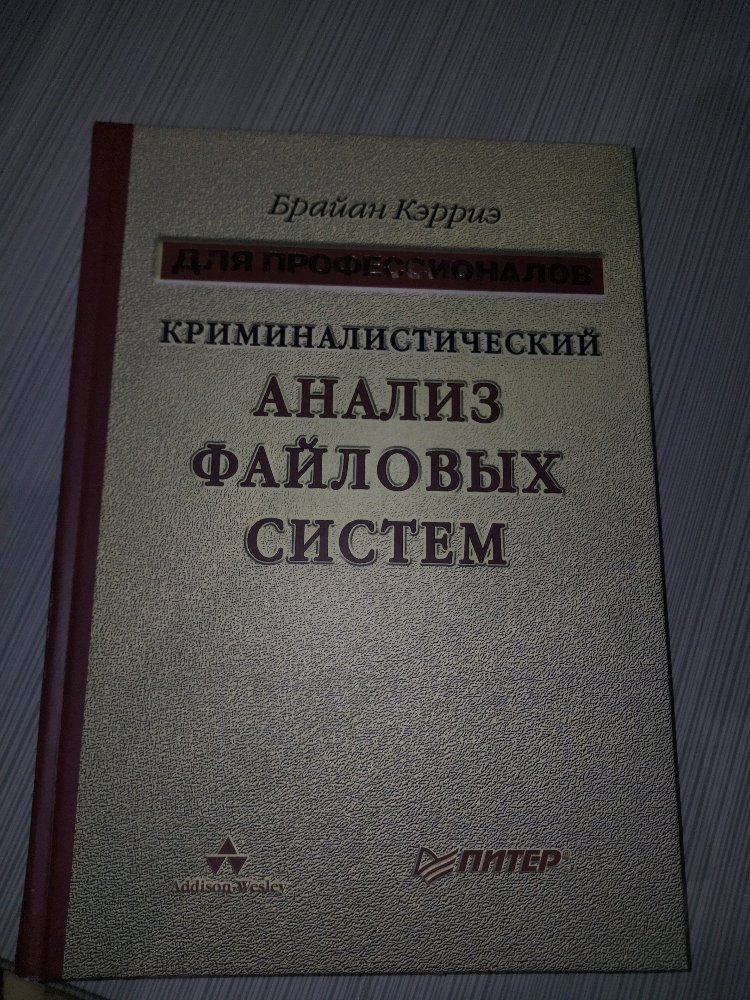 Брайан Кэрриэ
ДЛЯ ПРОФЕССИОНАЛОВ
КРИМИНАЛИСТИЧЕСКИЙ
АНАЛИЗ
ФАЙЛОВЫХ
СИСТЕМ
Addison-Wesley
ПИТЕР®